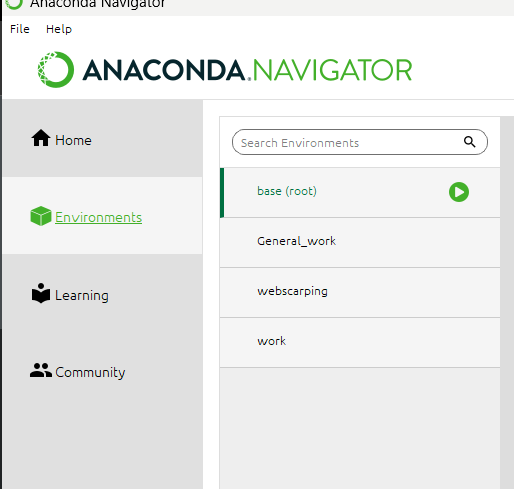 Anaconda Navigator
File Help
ANACONDA.NAVIGATOR
Home
Environments
Learning
Community
Search Environments
base (root)
General_work
webscarping
work